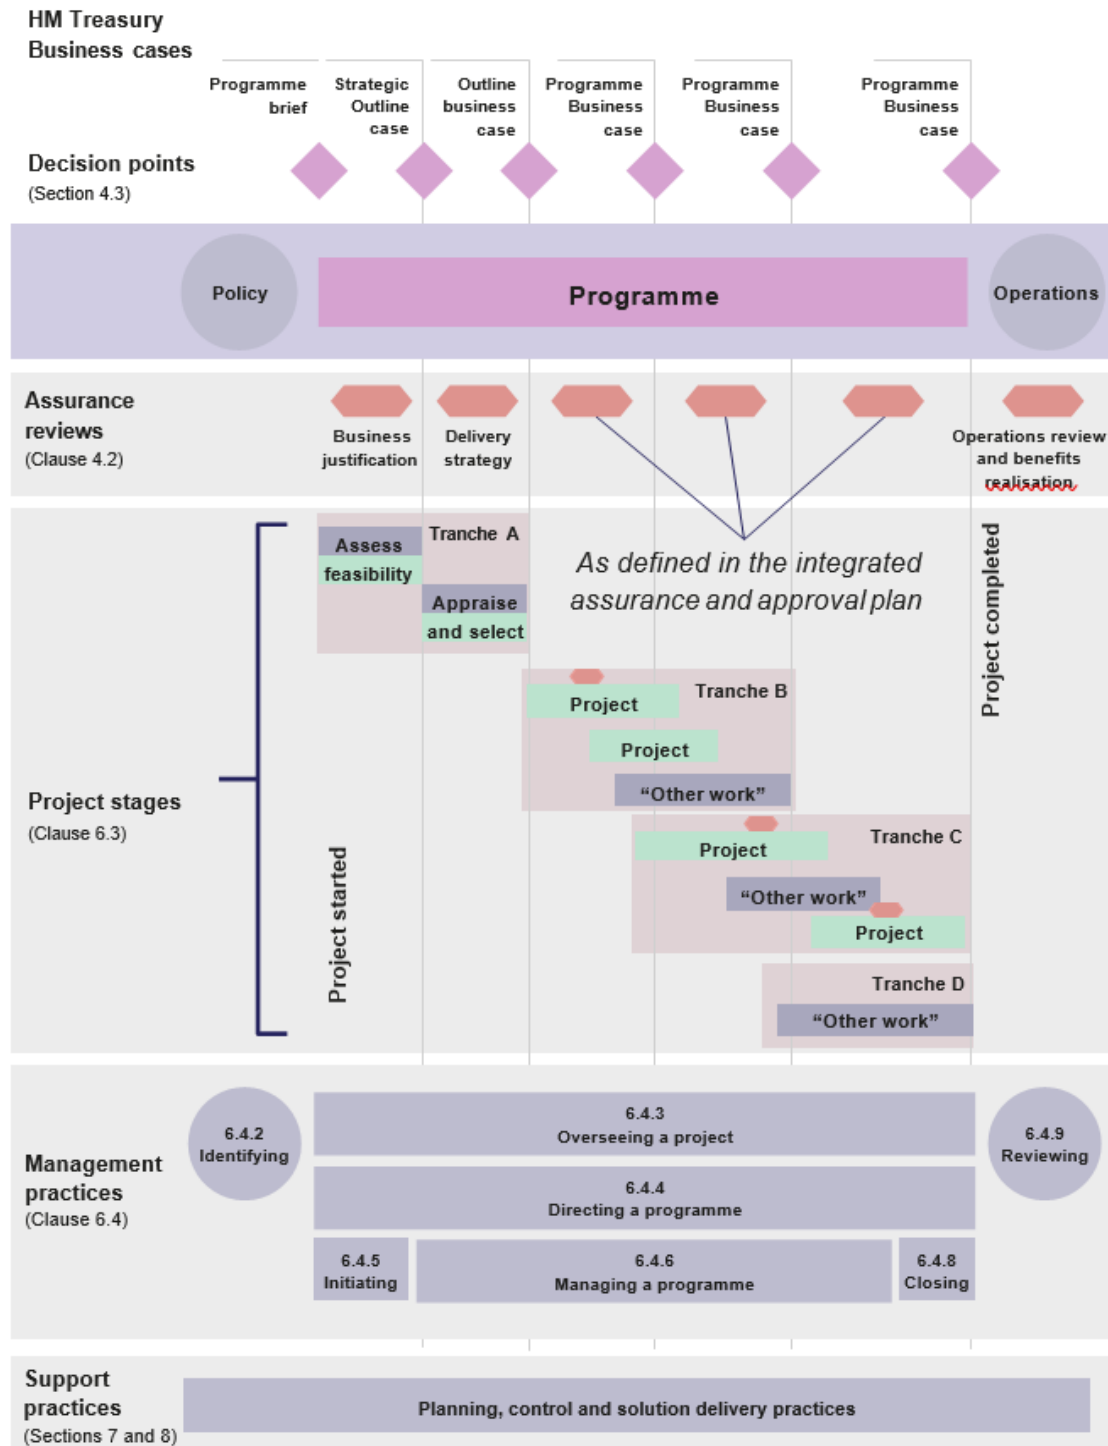 HM Treasury
Business cases
Programme
brief
Strategic
Outline
case
Outline
business
case
Programme
Business
case
Programme
Business
case
Programme
Business
case
Decision points
(Section 4.3)
Policy
Programme
Operations
Assurance
reviews
(Clause 4.2)
Business
justification
Delivery
strategy
Operations review
and benefits
realisation
Tranche A
Assess
feasibility
Appraise
and select
As defined in the integrated
assurance and approval plan
Project completed
Tranche B
Project
Project
"Other work"
Project stages
(Clause 6.3)
Project started
Tranche C
Project
"Other work"
Project
Tranche D
"Other work"
Management
practices
(Clause 6.4)
6.4.2
Identifying
6.4.3
Overseeing a project
6.4.9
Reviewing
6.4.4
Directing a programme
6.4.5
Initiating
6.4.6
Managing a programme
6.4.8
Closing
Support
practices
(Sections 7 and 8)
Planning, control and solution delivery practices